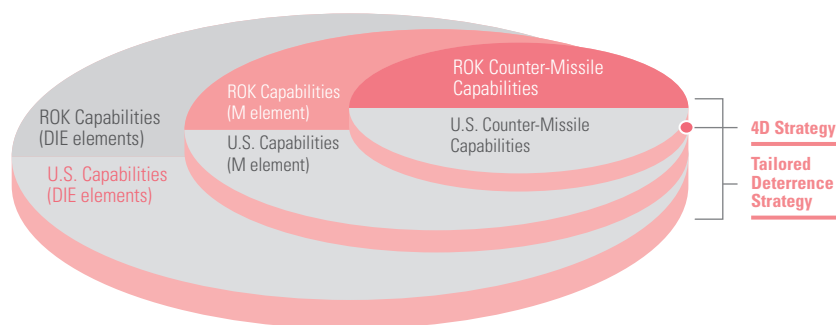 ROK Capabilities
(DIE elements)
U.S. Capabilities
(DIE elements)
ROK Capabilities
(M element)
U.S. Capabilities
(M element)
ROK Counter-Missile
Capabilities
U.S. Counter-Missile
Capabilities
4D Strategy
Tailored
Deterrence
Strategy